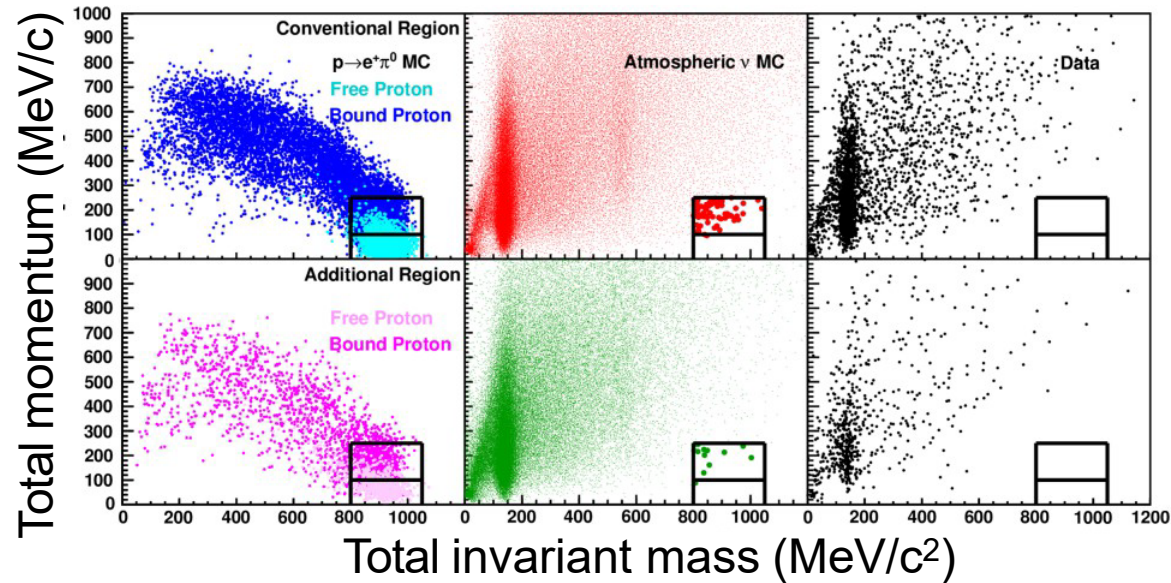 Total momentum (MeV/c)
1000
900
800
700
600
500
400
300
200
100
0
Conventional Region
p→e⁺π⁰ MC
Free Proton
Bound Proton
Atmospheric ν MC
Data
900
800
700
600
500
400
300
200
100
0
Additional Region
Free Proton
Bound Proton
0 200 400 600 800 1000 0 200 400 600 800 1000 0 200 400 600 800 1000 1200
Total invariant mass (MeV/c²)